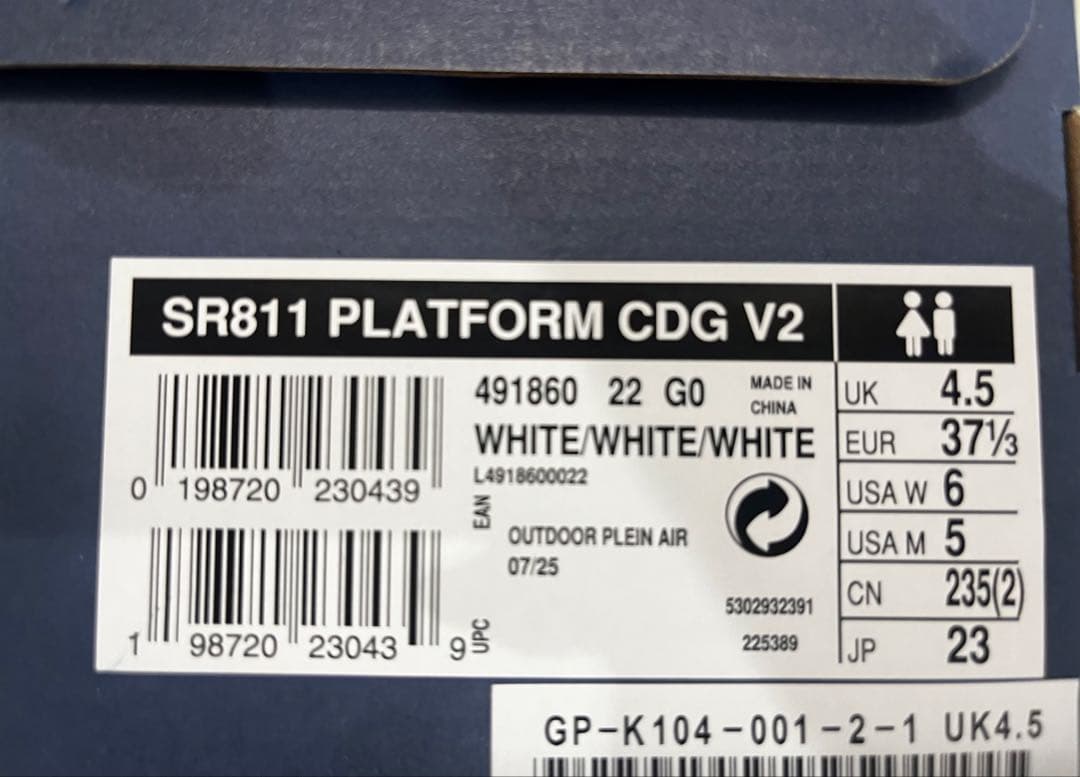 SR811 PLATFORM CDG V2
491860 22 G0
MADE IN
CHINA
WHITE/WHITE/WHITE
L4918600022
0 198720 230439
EAN
OUTDOOR PLEIN AIR
07/25
5302932391
225389
1 98720 23043 9
UPC
UK 4.5
EUR 37⅓
USA W 6
USA M 5
CN 235(2)
JP 23
GP-K104-001-2-1 UK4.5